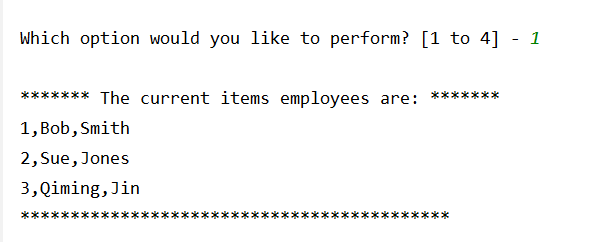 Which option would you like to perform? [1 to 4] - 1
******* The current items employees are: *******
1,Bob,Smith
2,Sue,Jones
3,Qiming,Jin
*******************************************